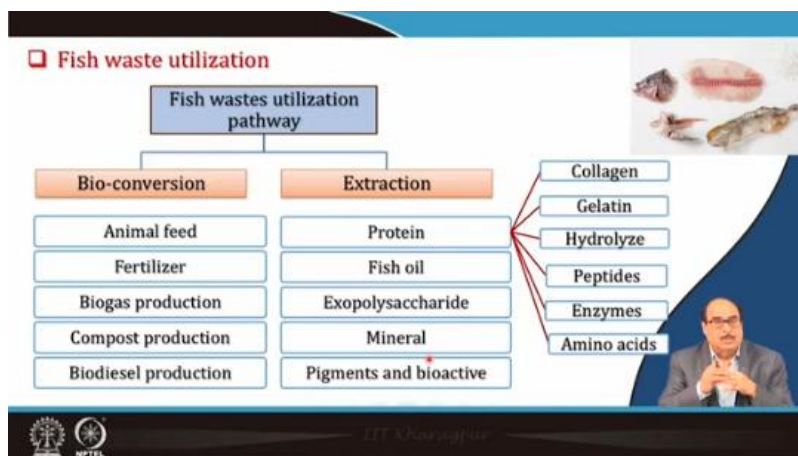 Fish waste utilization
Fish wastes utilization
pathway
Bio-conversion
Animal feed
Fertilizer
Biogas production
Compost production
Biodiesel production
Extraction
Protein
Fish oil
Exopolysaccharide
Mineral
Pigments and bioactive
Collagen
Gelatin
Hydrolyze
Peptides
Enzymes
Amino acids
NPTEL
IIT Kharagpur